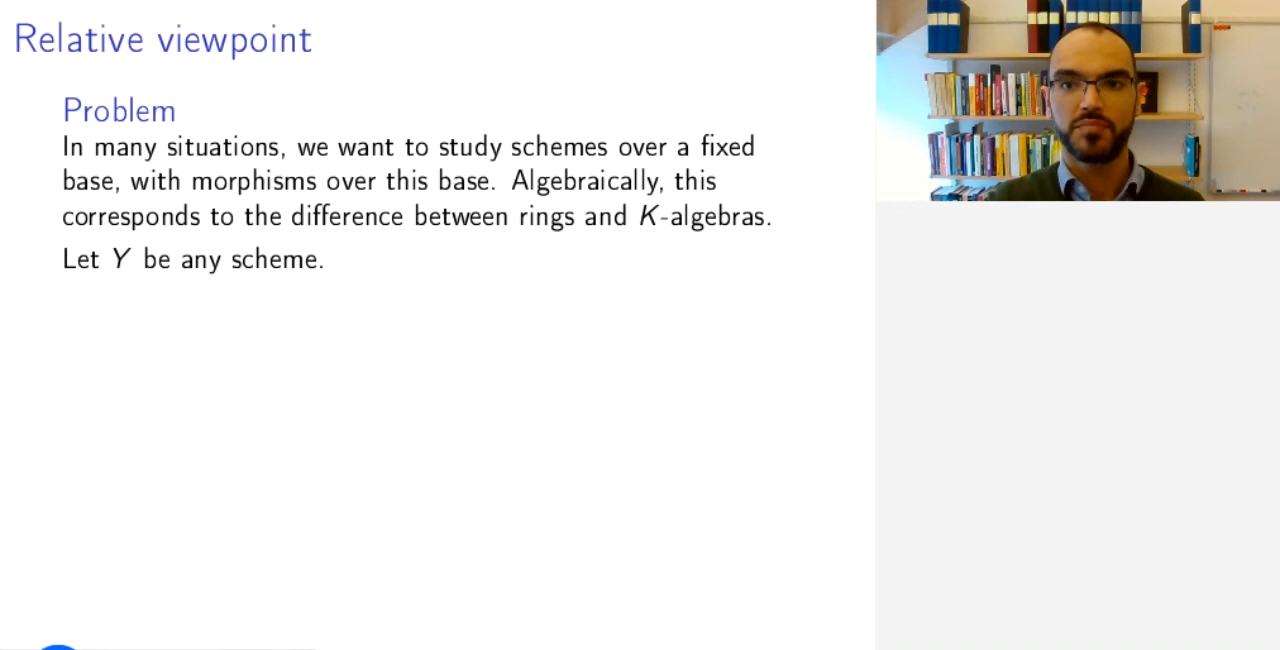 Relative viewpoint
Problem
In many situations, we want to study schemes over a fixed
base, with morphisms over this base. Algebraically, this
corresponds to the difference between rings and K-algebras.
Let Y be any scheme.